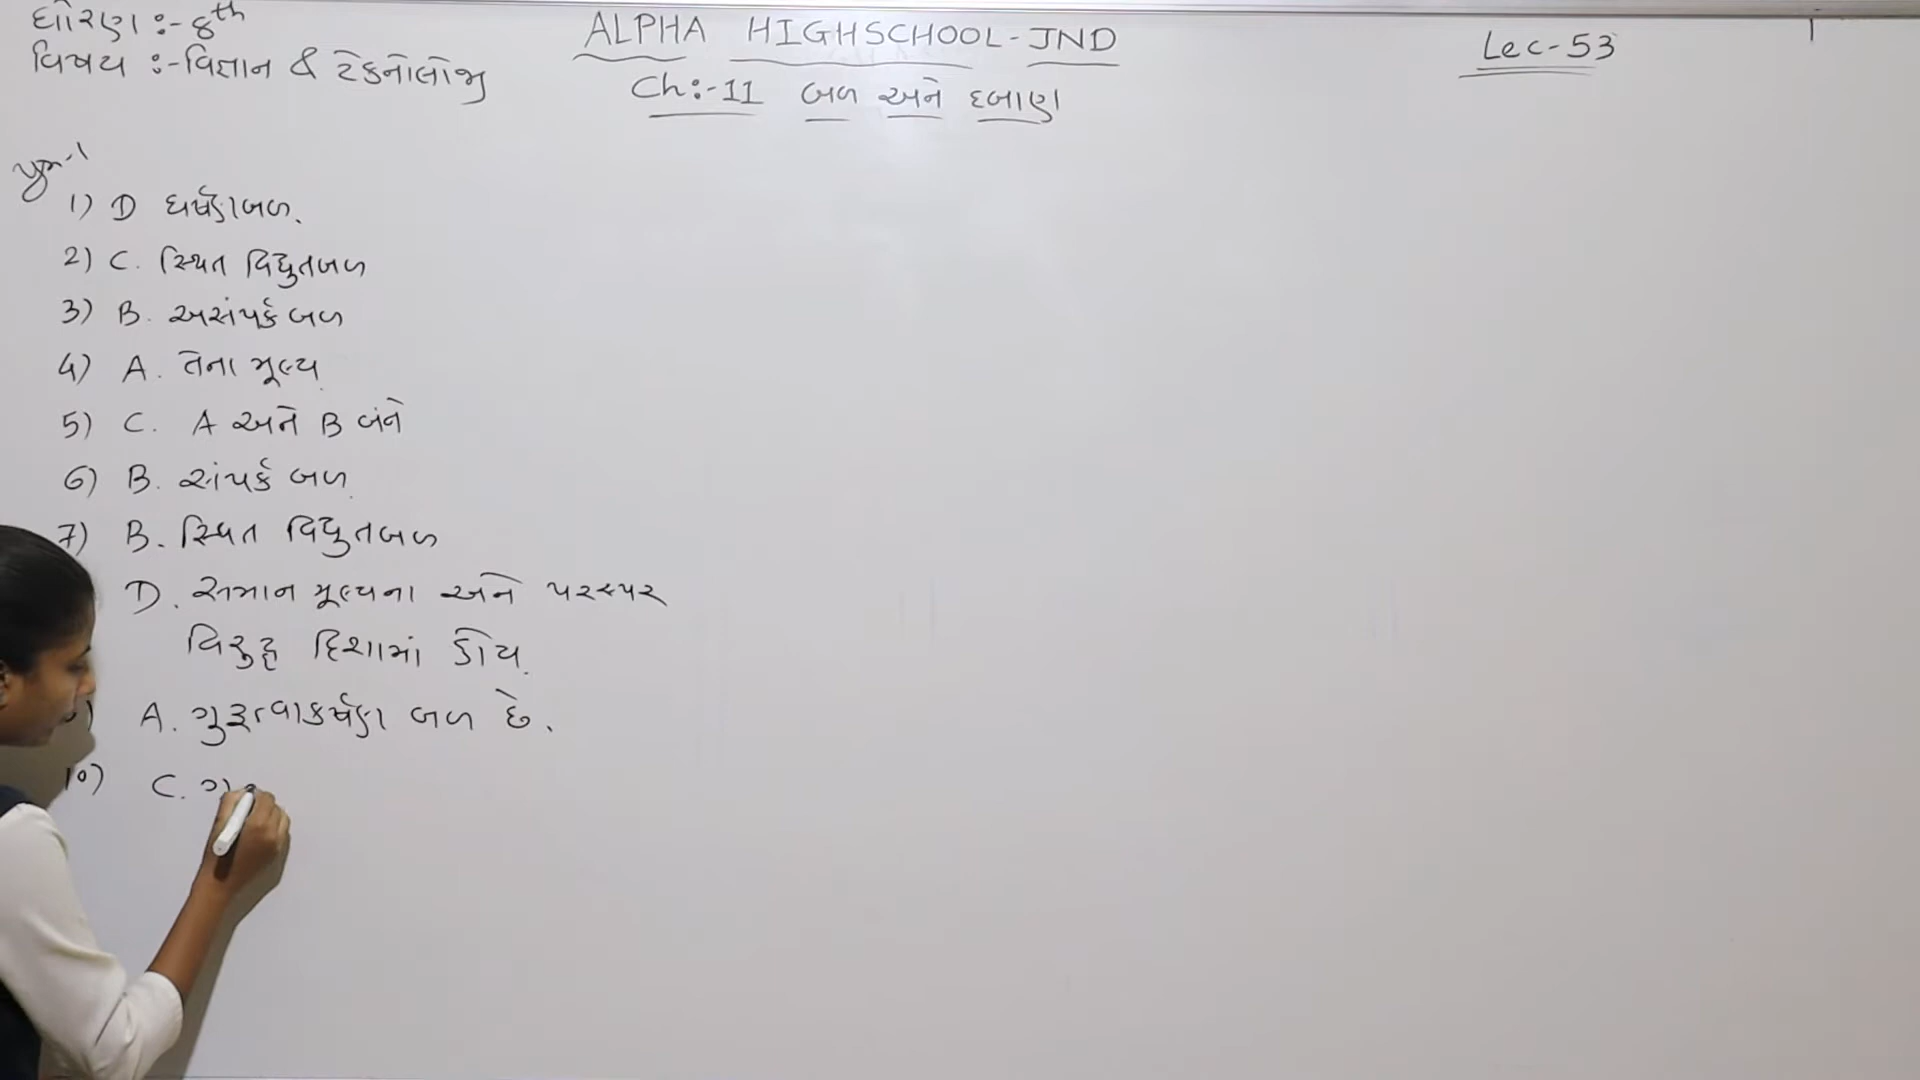 ધોરણ :- 8th
વિષય :- વિજ્ઞાન & ટેકનોલોજી
ALPHA HIGHSCHOOL-JND
Ch:-11 બળ અને દબાણ
Lec-53
1) D ઘર્ષણબળ.
2) C. સ્થિત વિદ્યુતબળ
3) B. અસંપર્ક બળ
4) A. તેના મૂલ્ય
5) C. A અને B બંને
6) B. સંપર્ક બળ
7) B. સ્થિત વિદ્યુતબળ
D. સમાન મૂલ્યના અને પરસ્પર
વિરુદ્ધ દિશામાં હોય.
A. ગુરૂત્વાકર્ષણ બળ છે.
10) C.